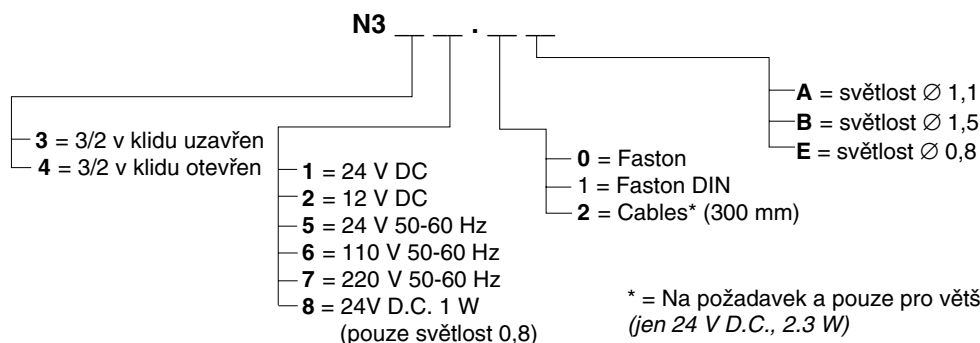 N3 __ __ . __ __
3 = 3/2 v klidu uzavřen
4 = 3/2 v klidu otevřen
1 = 24 V DC
2 = 12 V DC
5 = 24 V 50-60 Hz
6 = 110 V 50-60 Hz
7 = 220 V 50-60 Hz
8 = 24V D.C. 1 W
(pouze světlost 0,8)
0 = Faston
1 = Faston DIN
2 = Cables* (300 mm)
A = světlost ∅ 1,1
B = světlost ∅ 1,5
E = světlost ∅ 0,8
* = Na požadavek a pouze pro větš
(jen 24 V D.C., 2.3 W)